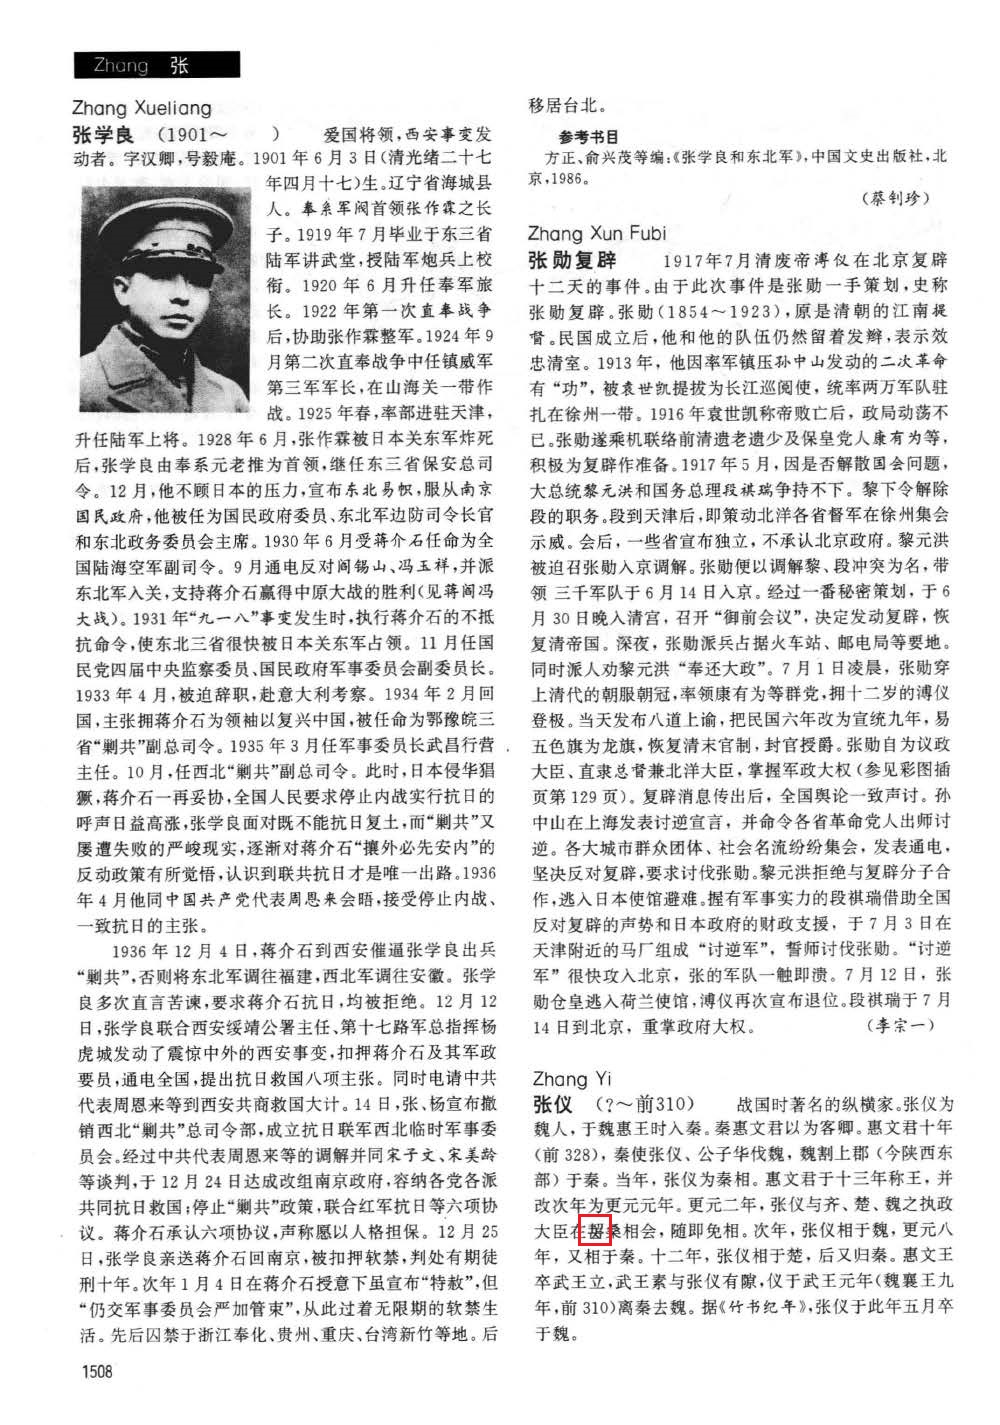 Zhang 张
Zhang Xueliang
张学良 (1901～ ) 爱国将领,西安事变发
动者。字汉卿,号毅庵。1901年6月3日(清光绪二十七
年四月十七)生。辽宁省海城县
人。奉系军阀首领张作霖之长
子。1919年7月毕业于东三省
陆军讲武堂,授陆军炮兵上校
衔。1920年6月升任奉军旅
长。1922年第一次直奉战争
后,协助张作霖整军。1924年9
月第二次直奉战争中任镇威军
第三军军长,在山海关一带作
战。1925年春,率部进驻天津,
升任陆军上将。1928年6月,张作霖被日本关东军炸死
后,张学良由奉系元老推为首领,继任东三省保安总司
令。12月,他不顾日本的压力,宣布东北易帜,服从南京
国民政府,他被任为国民政府委员、东北军边防司令长官
和东北政务委员会主席。1930年6月受蒋介石任命为全
国陆海空军副司令。9月通电反对阎锡山、冯玉祥,并派
东北军入关,支持蒋介石赢得中原大战的胜利(见蒋阎冯
大战)。1931年“九一八”事变发生时,执行蒋介石的不抵
抗命令,使东北三省很快被日本关东军占领。11月任国
民党四届中央监察委员、国民政府军事委员会副委员长。
1933年4月,被迫辞职,赴意大利考察。1934年2月回
国,主张拥蒋介石为领袖以复兴中国,被任命为鄂豫皖三
省“剿共”副总司令。1935年3月任军事委员长武昌行营
主任。10月,任西北“剿共”副总司令。此时,日本侵华猖
獗,蒋介石一再妥协,全国人民要求停止内战实行抗日的
呼声日益高涨,张学良面对既不能抗日复土,而“剿共”又
屡遭失败的严峻现实,逐渐对蒋介石“攘外必先安内”的
反动政策有所觉悟,认识到联共抗日才是唯一出路。1936
年4月他同中国共产党代表周恩来会晤,接受停止内战、
一致抗日的主张。
1936年12月4日,蒋介石到西安催逼张学良出兵
“剿共”,否则将东北军调往福建,西北军调往安徽。张学
良多次直言苦谏,要求蒋介石抗日,均被拒绝。12月12
日,张学良联合西安绥靖公署主任、第十七路军总指挥杨
虎城发动了震惊中外的西安事变,扣押蒋介石及其军政
要员,通电全国,提出抗日救国八项主张。同时电请中共
代表周恩来等到西安共商救国大计。14日,张、杨宣布撤
销西北“剿共”总司令部,成立抗日联军西北临时军事委
员会。经过中共代表周恩来等的调解并同宋子文、宋美龄
等谈判,于12月24日达成改组南京政府,容纳各党各派
共同抗日救国;停止“剿共”政策,联合红军抗日等六项协
议。蒋介石承认六项协议,声称愿以人格担保。12月25
日,张学良亲送蒋介石回南京,被扣押软禁,判处有期徒
刑十年。次年1月4日在蒋介石授意下虽宣布“特赦”,但
“仍交军事委员会严加管束”,从此过着无限期的软禁生
活。先后囚禁于浙江奉化、贵州、重庆、台湾新竹等地。后
1508
移居台北。
参考书目
方正、俞兴茂等编:《张学良和东北军》,中国文史出版社,北
京,1986。
(蔡钊珍)
Zhang Xun Fubi
张勋复辟 1917年7月清废帝溥仪在北京复辟
十二天的事件。由于此次事件是张勋一手策划,史称
张勋复辟。张勋(1854～1923),原是清朝的江南提
督。民国成立后,他和他的队伍仍然留着发辫,表示效
忠清室。1913年,他因率军镇压孙中山发动的二次革命
有“功”,被袁世凯提拔为长江巡阅使,统率两万军队驻
扎在徐州一带。1916年袁世凯称帝败亡后,政局动荡不
已。张勋遂乘机联络前清遗老遗少及保皇党人康有为等,
积极为复辟作准备。1917年5月,因是否解散国会问题,
大总统黎元洪和国务总理段祺瑞争持不下。黎下令解除
段的职务。段到天津后,即策动北洋各省督军在徐州集会
示威。会后,一些省宣布独立,不承认北京政府。黎元洪
被迫召张勋入京调解。张勋便以调解黎、段冲突为名,带
领三千军队于6月14日入京。经过一番秘密策划,于6
月30日晚入清宫,召开“御前会议”,决定发动复辟,恢
复清帝国。深夜,张勋派兵占据火车站、邮电局等要地。
同时派人劝黎元洪“奉还大政”。7月1日凌晨,张勋穿
上清代的朝服朝冠,率领康有为等群党,拥十二岁的溥仪
登极。当天发布八道上谕,把民国六年改为宣统九年,易
五色旗为龙旗,恢复清末官制,封官授爵。张勋自为议政
大臣、直隶总督兼北洋大臣,掌握军政大权(参见彩图插
页第129页)。复辟消息传出后,全国舆论一致声讨。孙
中山在上海发表讨逆宣言,并命令各省革命党人出师讨
逆。各大城市群众团体、社会名流纷纷集会,发表通电,
坚决反对复辟,要求讨伐张勋。黎元洪拒绝与复辟分子合
作,逃入日本使馆避难。握有军事实力的段祺瑞借助全国
反对复辟的声势和日本政府的财政支援,于7月3日在
天津附近的马厂组成“讨逆军”,誓师讨伐张勋。“讨逆
军”很快攻入北京,张的军队一触即溃。7月12日,张
勋仓皇逃入荷兰使馆,溥仪再次宣布退位。段祺瑞于7月
14日到北京,重掌政府大权。 (李宗一)
Zhang Yi
张仪 (?～前310) 战国时著名的纵横家。张仪为
魏人,于魏惠王时入秦。秦惠文君以为客卿。惠文君十年
(前328),秦使张仪、公子华伐魏,魏割上郡(今陕西东
部)于秦。当年,张仪为秦相。惠文君于十三年称王,并
改次年为更元元年。更元二年,张仪与齐、楚、魏之执政
大臣在啮桑相会,随即免相。次年,张仪相于魏,更元八
年,又相于秦。十二年,张仪相于楚,后又归秦。惠文王
卒武王立,武王素与张仪有隙,仪于武王元年(魏襄王九
年,前310)离秦去魏。据《竹书纪年》,张仪于此年五月卒
于魏。